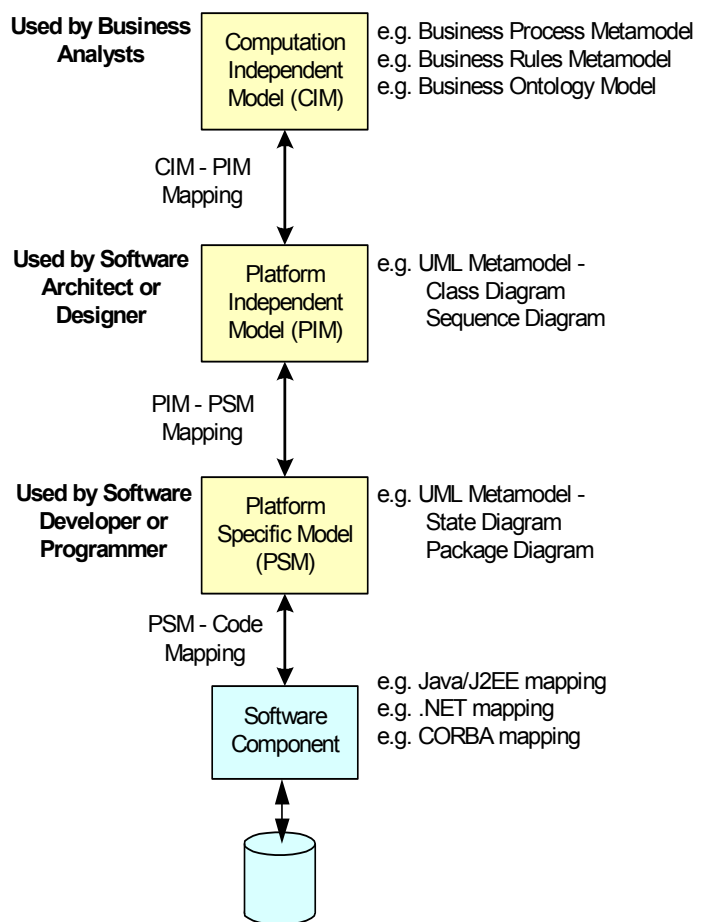 Used by Business
Analysts
Computation
Independent
Model (CIM)
e.g. Business Process Metamodel
e.g. Business Rules Metamodel
e.g. Business Ontology Model
CIM - PIM
Mapping
Used by Software
Architect or
Designer
Platform
Independent
Model (PIM)
e.g. UML Metamodel -
Class Diagram
Sequence Diagram
PIM - PSM
Mapping
Used by Software
Developer or
Programmer
Platform
Specific Model
(PSM)
e.g. UML Metamodel -
State Diagram
Package Diagram
PSM - Code
Mapping
Software
Component
e.g. Java/J2EE mapping
e.g. .NET mapping
e.g. CORBA mapping